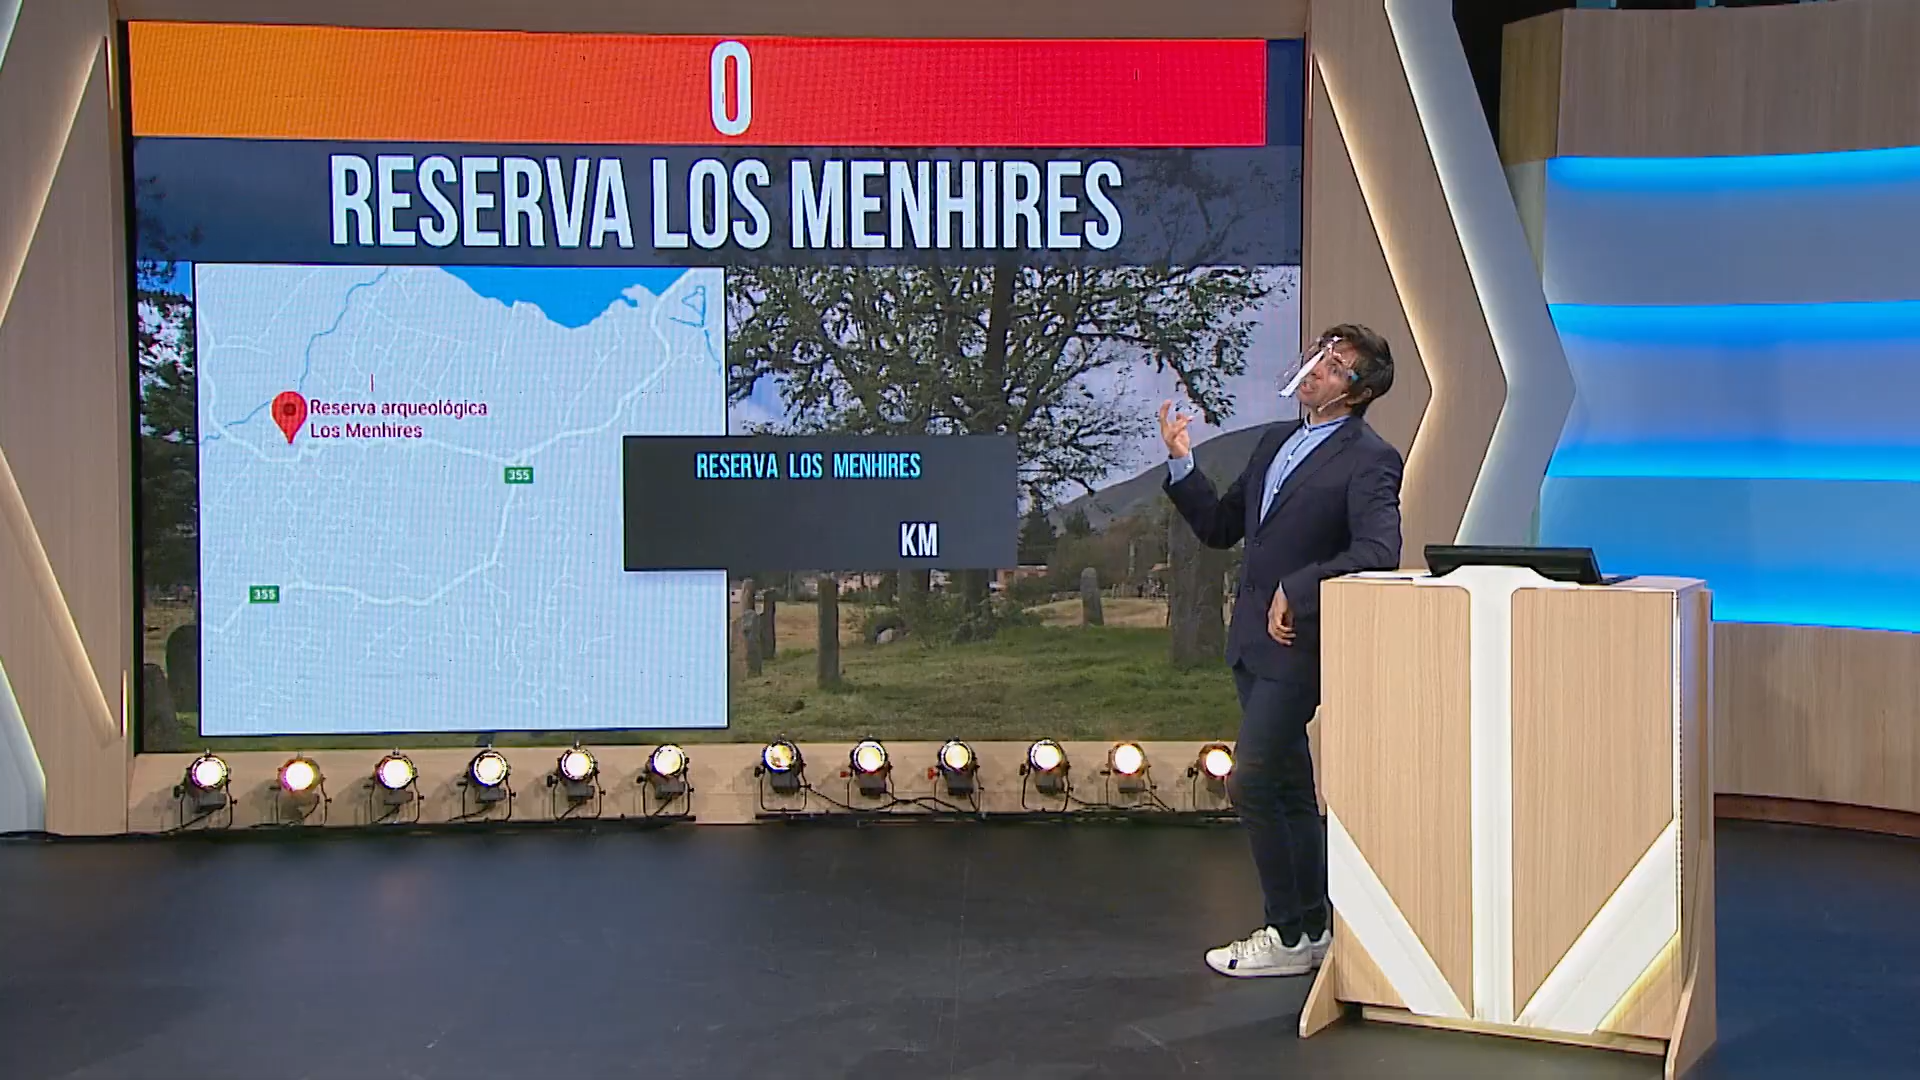 0
RESERVA LOS MENHIRES
Reserva arqueológica
Los Menhires
355
RESERVA LOS MENHIRES
KM
355